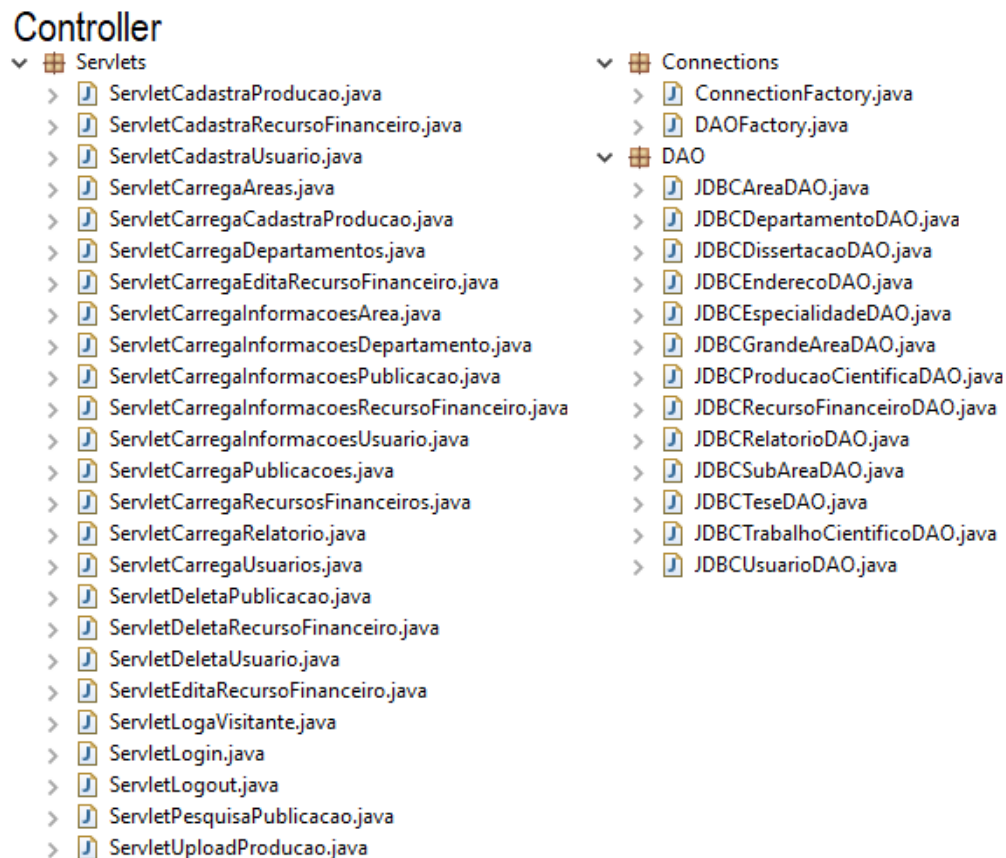 Controller
Servlets
ServletCadastraProducao.java
ServletCadastraRecursoFinanceiro.java
ServletCadastraUsuario.java
ServletCarregaAreas.java
ServletCarregaCadastraProducao.java
ServletCarregaDepartamentos.java
ServletCarregaEditaRecursoFinanceiro.java
ServletCarregaInformacoesArea.java
ServletCarregaInformacoesDepartamento.java
ServletCarregaInformacoesPublicacao.java
ServletCarregaInformacoesRecursoFinanceiro.java
ServletCarregaInformacoesUsuario.java
ServletCarregaPublicacoes.java
ServletCarregaRecursosFinanceiros.java
ServletCarregaRelatorio.java
ServletCarregaUsuarios.java
ServletDeletaPublicacao.java
ServletDeletaRecursoFinanceiro.java
ServletDeletaUsuario.java
ServletEditaRecursoFinanceiro.java
ServletLogaVisitante.java
ServletLogin.java
ServletLogout.java
ServletPesquisaPublicacao.java
ServletUploadProducao.java
Connections
ConnectionFactory.java
DAOFactory.java
DAO
JDBCAreaDAO.java
JDBCDepartamentoDAO.java
JDBCDissertacaoDAO.java
JDBCEnderecoDAO.java
JDBCEspecialidadeDAO.java
JDBCGrandeAreaDAO.java
JDBCProducaoCientificaDAO.java
JDBCRecursoFinanceiroDAO.java
JDBCRelatorioDAO.java
JDBCSubAreaDAO.java
JDBCTeseDAO.java
JDBCTrabalhoCientificoDAO.java
JDBCUsuarioDAO.java